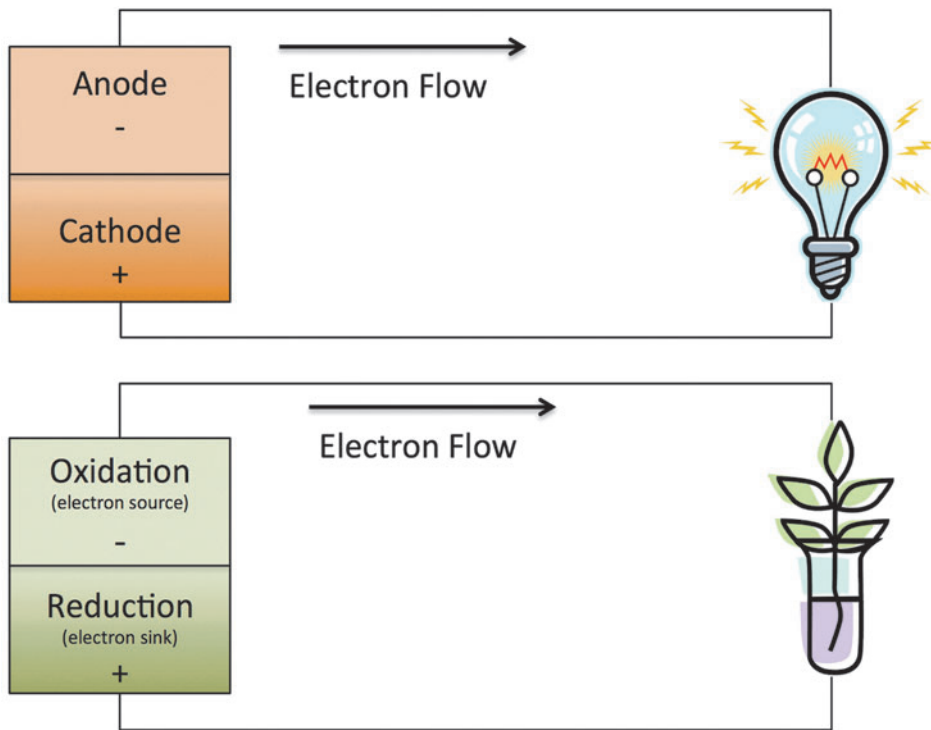 Anode
-
Electron Flow
Cathode
+
Electron Flow
Oxidation
(electron source)
-
Reduction
(electron sink)
+